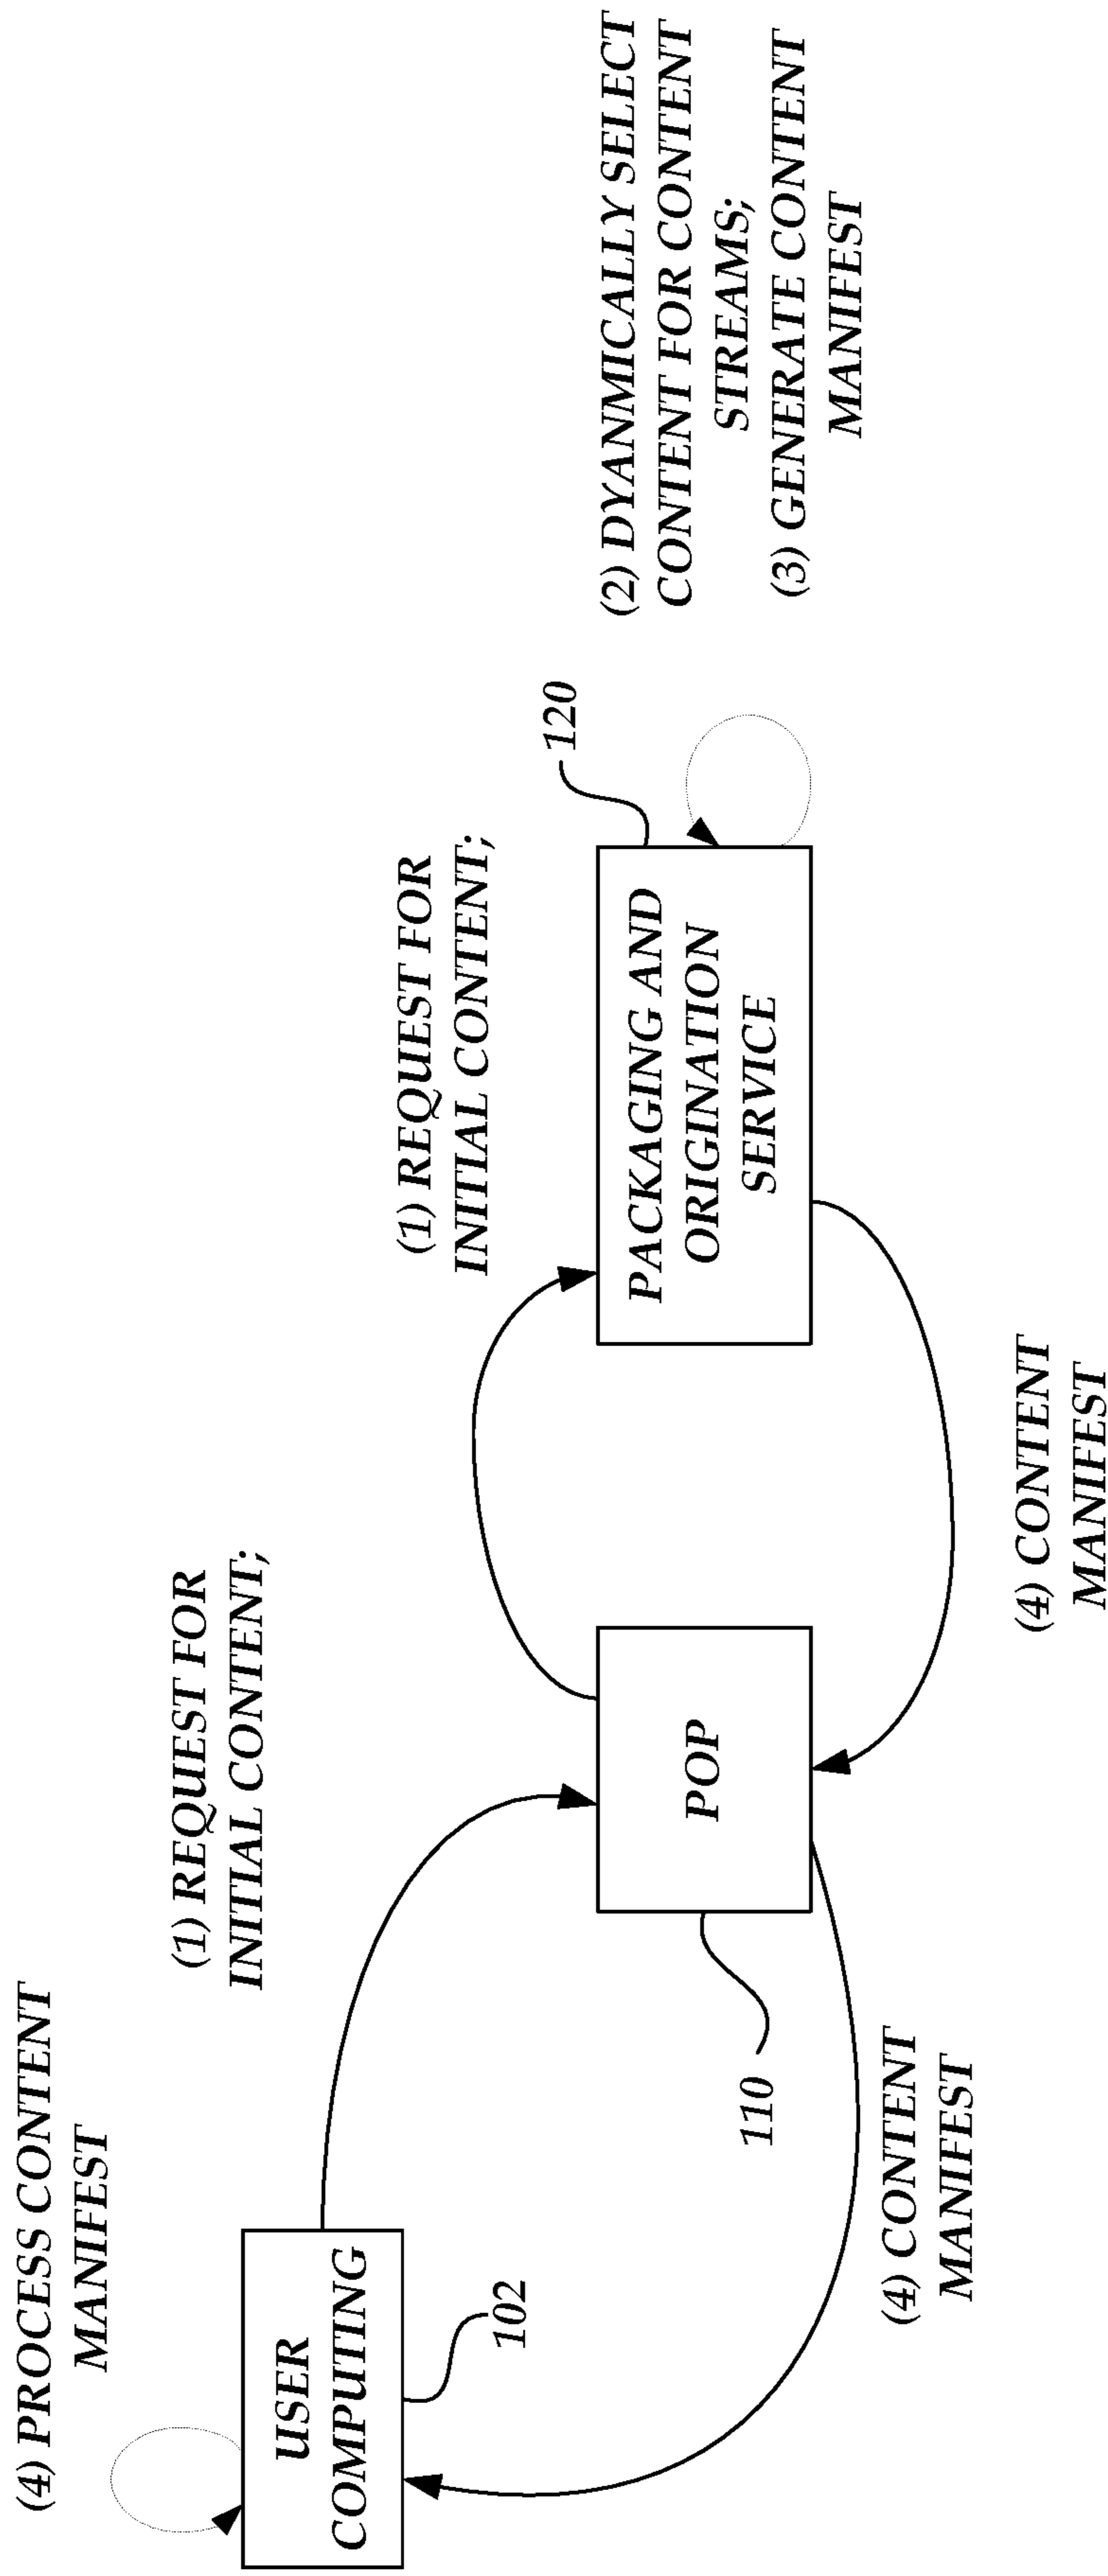 (4) PROCESS CONTENT
MANIFEST
(1) REQUEST FOR
INITIAL CONTENT;
(1) REQUEST FOR
INITIAL CONTENT;
USER
COMPUTING
102
120
(2) DYANMICALLY SELECT
CONTENT FOR CONTENT
STREAMS;
(3) GENERATE CONTENT
MANIFEST
POP
110
PACKAGING AND
ORIGINATION
SERVICE
(4) CONTENT
MANIFEST
(4) CONTENT
MANIFEST